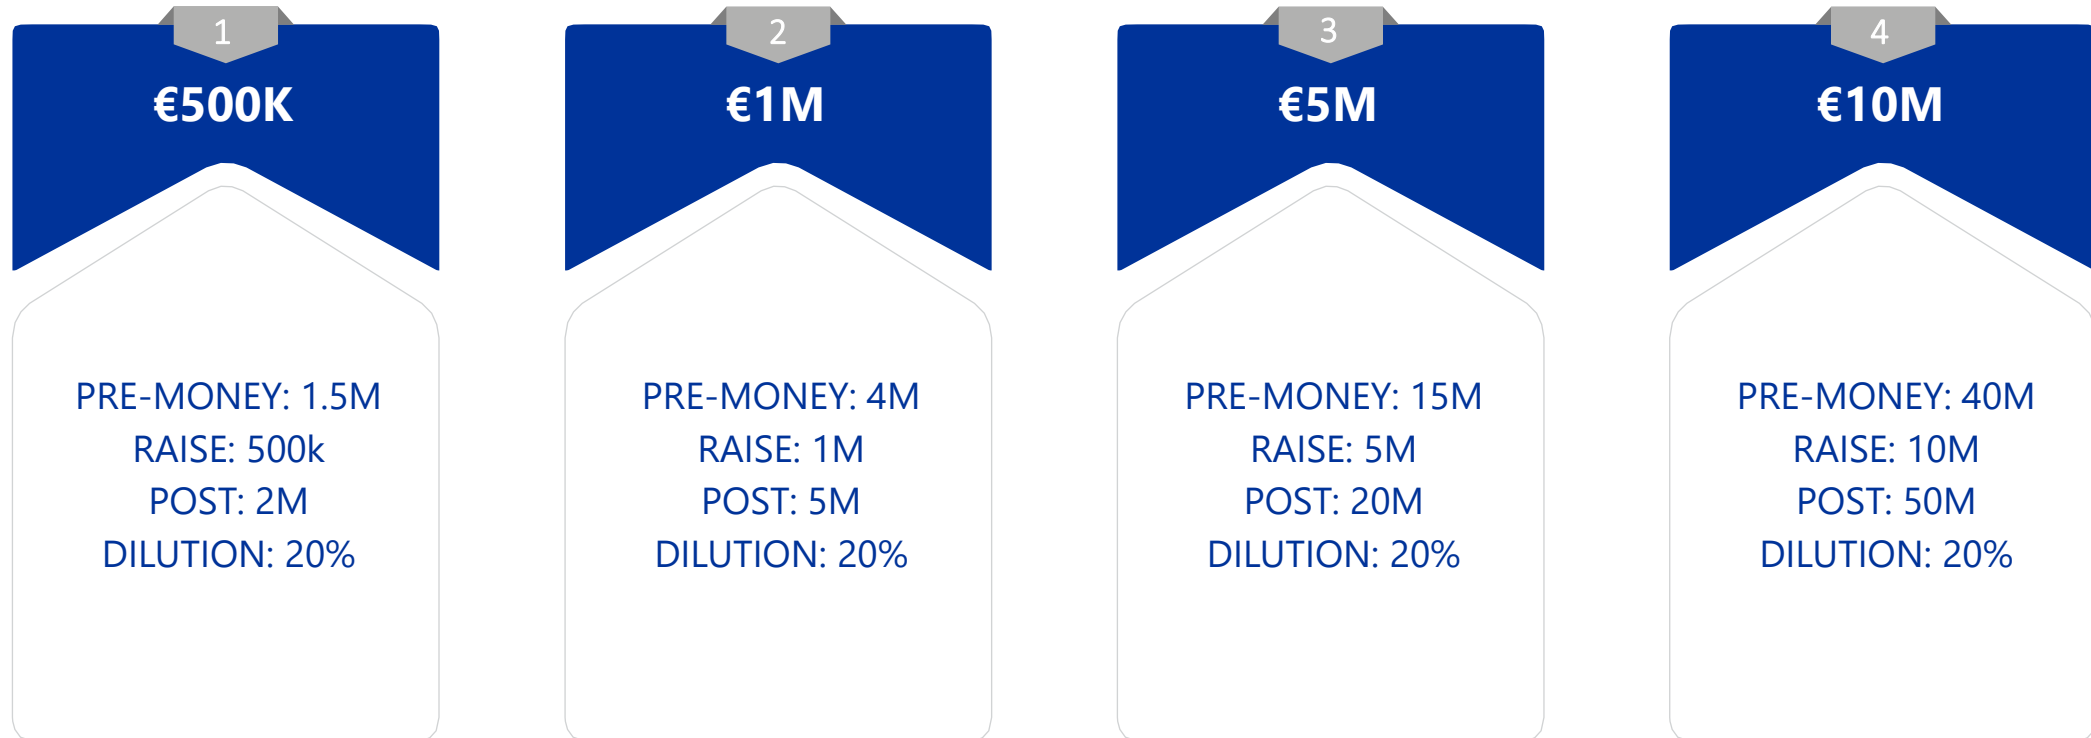 1
€500K
PRE-MONEY: 1.5M
RAISE: 500k
POST: 2M
DILUTION: 20%
2
€1M
PRE-MONEY: 4M
RAISE: 1M
POST: 5M
DILUTION: 20%
3
€5M
PRE-MONEY: 15M
RAISE: 5M
POST: 20M
DILUTION: 20%
4
€10M
PRE-MONEY: 40M
RAISE: 10M
POST: 50M
DILUTION: 20%